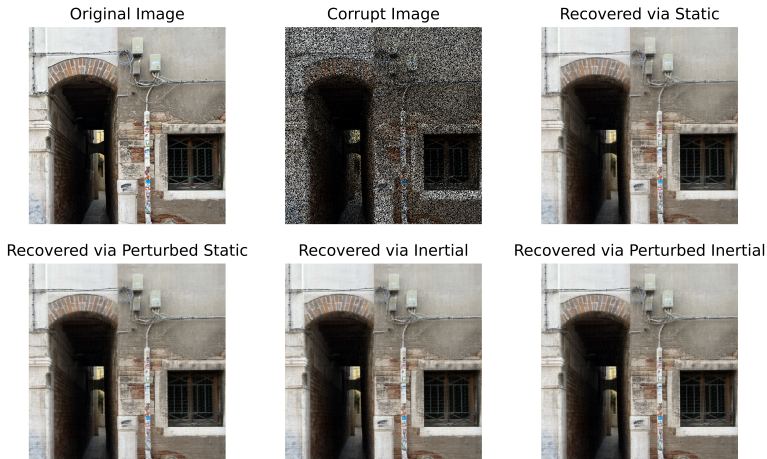 Original Image
Corrupt Image
Recovered via Static
Recovered via Perturbed Static
Recovered via Inertial
Recovered via Perturbed Inertial